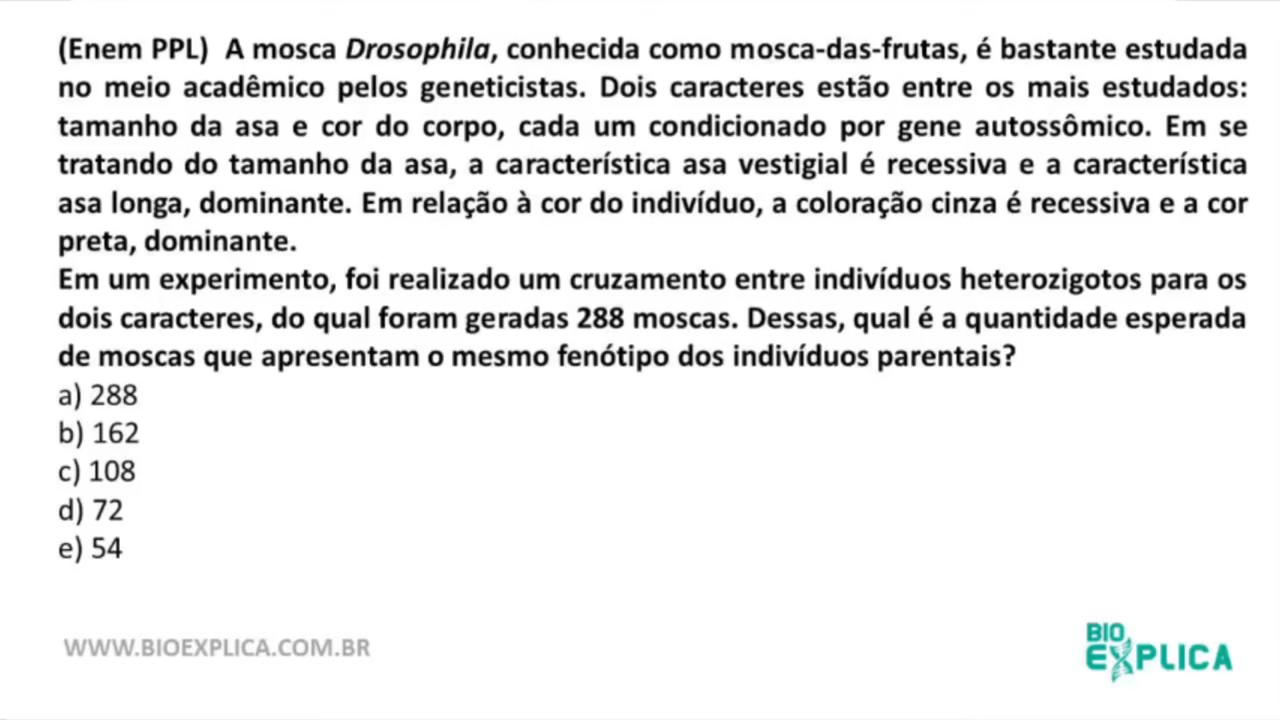 (Enem PPL) A mosca Drosophila, conhecida como mosca-das-frutas, é bastante estudada
no meio acadêmico pelos geneticistas. Dois caracteres estão entre os mais estudados:
tamanho da asa e cor do corpo, cada um condicionado por gene autossômico. Em se
tratando do tamanho da asa, a característica asa vestigial é recessiva e a característica
asa longa, dominante. Em relação à cor do indivíduo, a coloração cinza é recessiva e a cor
preta, dominante.
Em um experimento, foi realizado um cruzamento entre indivíduos heterozigotos para os
dois caracteres, do qual foram geradas 288 moscas. Dessas, qual é a quantidade esperada
de moscas que apresentam o mesmo fenótipo dos indivíduos parentais?
a) 288
b) 162
c) 108
d) 72
e) 54
WWW.BIOEXPLICA.COM.BR
BIO
EXPLICA